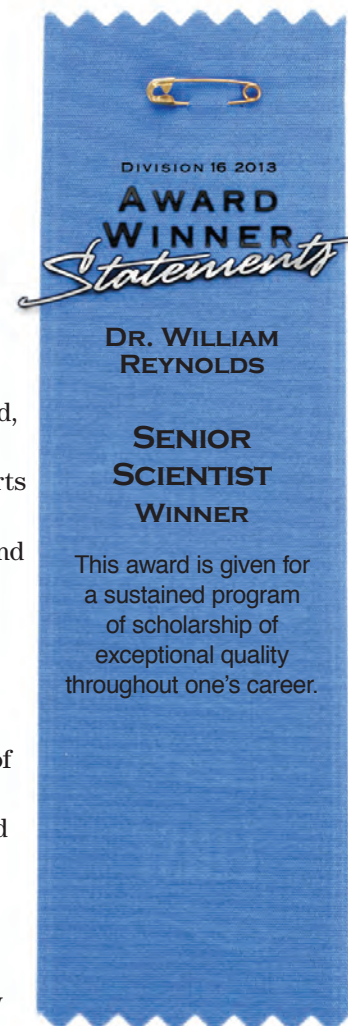 DIVISION 16 2013
AWARD
WINNER
Statements
DR. WILLIAM
REYNOLDS
SENIOR
SCIENTIST
WINNER
This award is given for
a sustained program
of scholarship of
exceptional quality
throughout one's career.